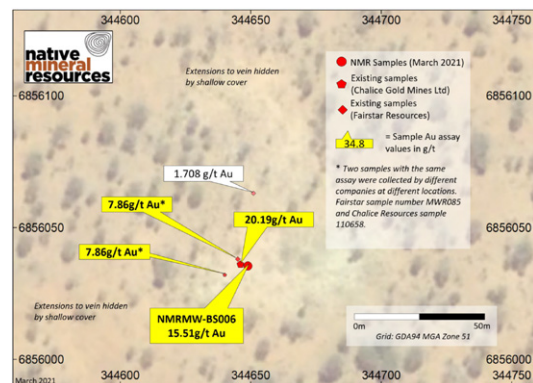 344600
344650
344700
344750
native
mineral
resources
Extensions to vein hidden
by shallow cover
6856100
6856100
NMR Samples (March 2021)
Existing samples
(Chalice Gold Mines Ltd)
Existing samples
(Fairstar Resources)
34.8
= Sample Au assay
values in g/t
* Two samples with the same
assay were collected by different
companies at different locations.
Fairstar sample number MWR085
and Chalice Resources sample
110658.
1.708 g/t Au
7.86g/t Au*
20.19g/t Au
6856050
6856050
7.86g/t Au*
NMRMW-BS006
15.51g/t Au
Extensions to vein hidden
by shallow cover
0m
50m
Grid: GDA94 MGA Zone 51
6856000
6856000
March 2021
344600
344650
344700
344750